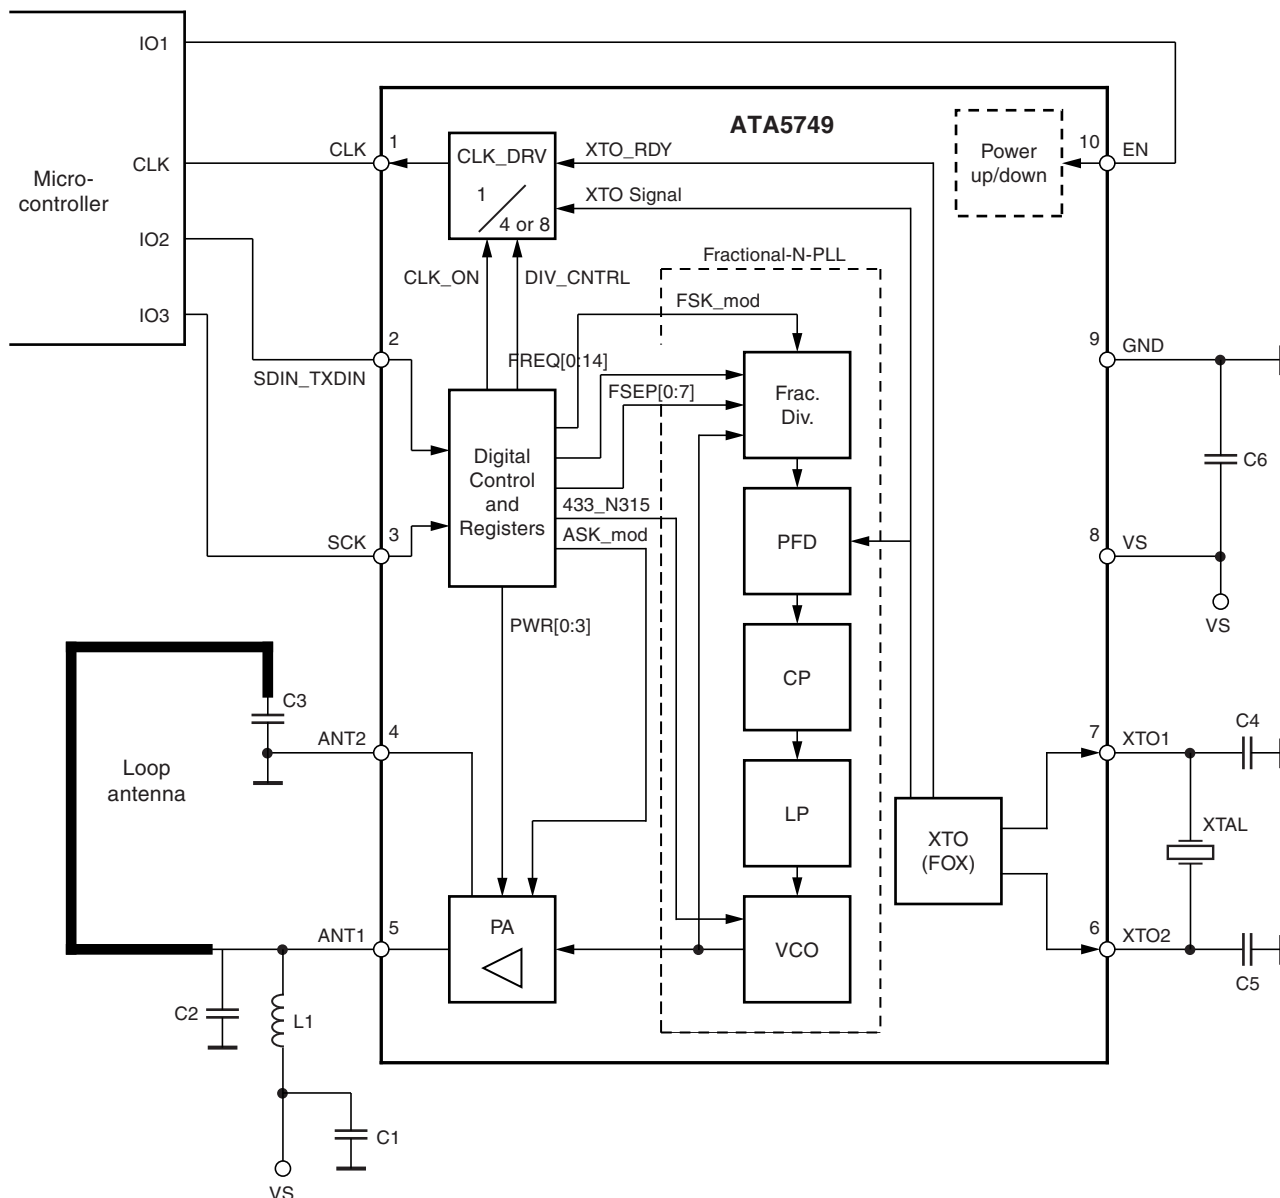 IO1
ATA5749
CLK
CLK
1
CLK_DRV
1
4 or 8
XTO_RDY
XTO Signal
Power
up/down
10
EN
Micro-
controller
IO2
IO3
CLK_ON
DIV_CNTRL
Fractional-N-PLL
FSK_mod
2
SDIN_TXDIN
FREQ[0:14]
FSEP[0:7]
Frac.
Div.
9
GND
C6
Digital
Control
and
Registers
433_N315
ASK_mod
3
SCK
PFD
8
VS
VS
PWR[0:3]
CP
C3
ANT2
4
Loop
antenna
LP
XTO
(FOX)
7
XTO1
C4
XTAL
ANT1
5
PA
VCO
6
XTO2
C5
C2
L1
C1
VS